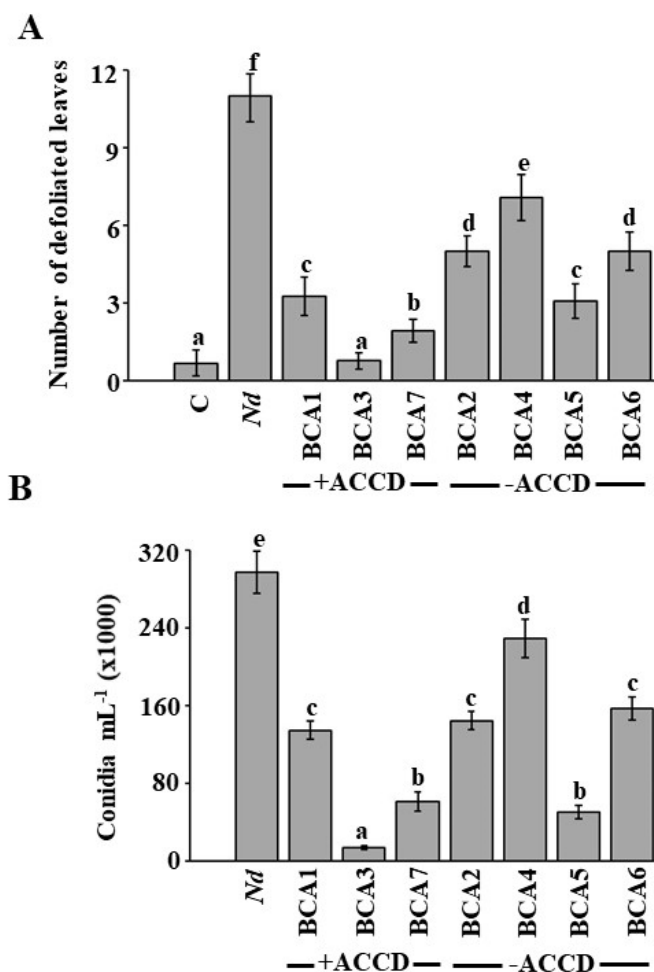 A
Number of defoliated leaves
12
9
6
3
0
a
f
c
a
b
d
e
c
d
C
Nd
BCA1
BCA3
BCA7
BCA2
BCA4
BCA5
BCA6
+ACCD
-ACCD
B
Conidia mL-1 (x1000)
320
240
160
80
0
e
c
a
b
c
d
b
c
Nd
BCA1
BCA3
BCA7
BCA2
BCA4
BCA5
BCA6
+ACCD
-ACCD